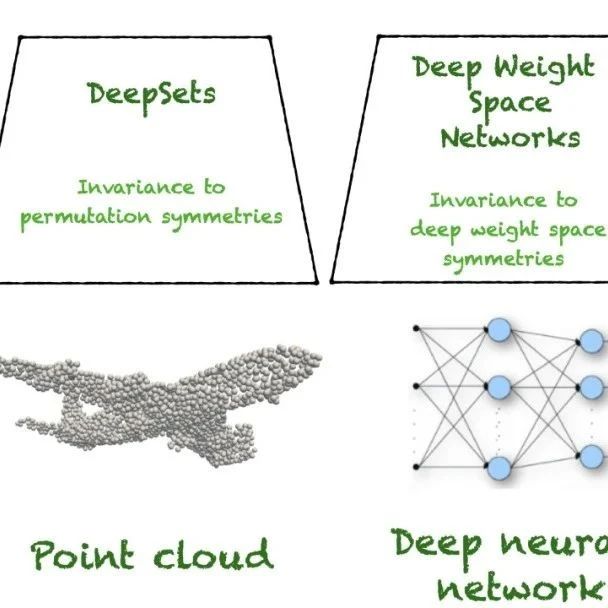 DeepSets
Invariance to
permutation symmetries
Deep Weight
Space
Networks
Invariance to
deep weight space
symmetries
Point cloud
Deep neura
network